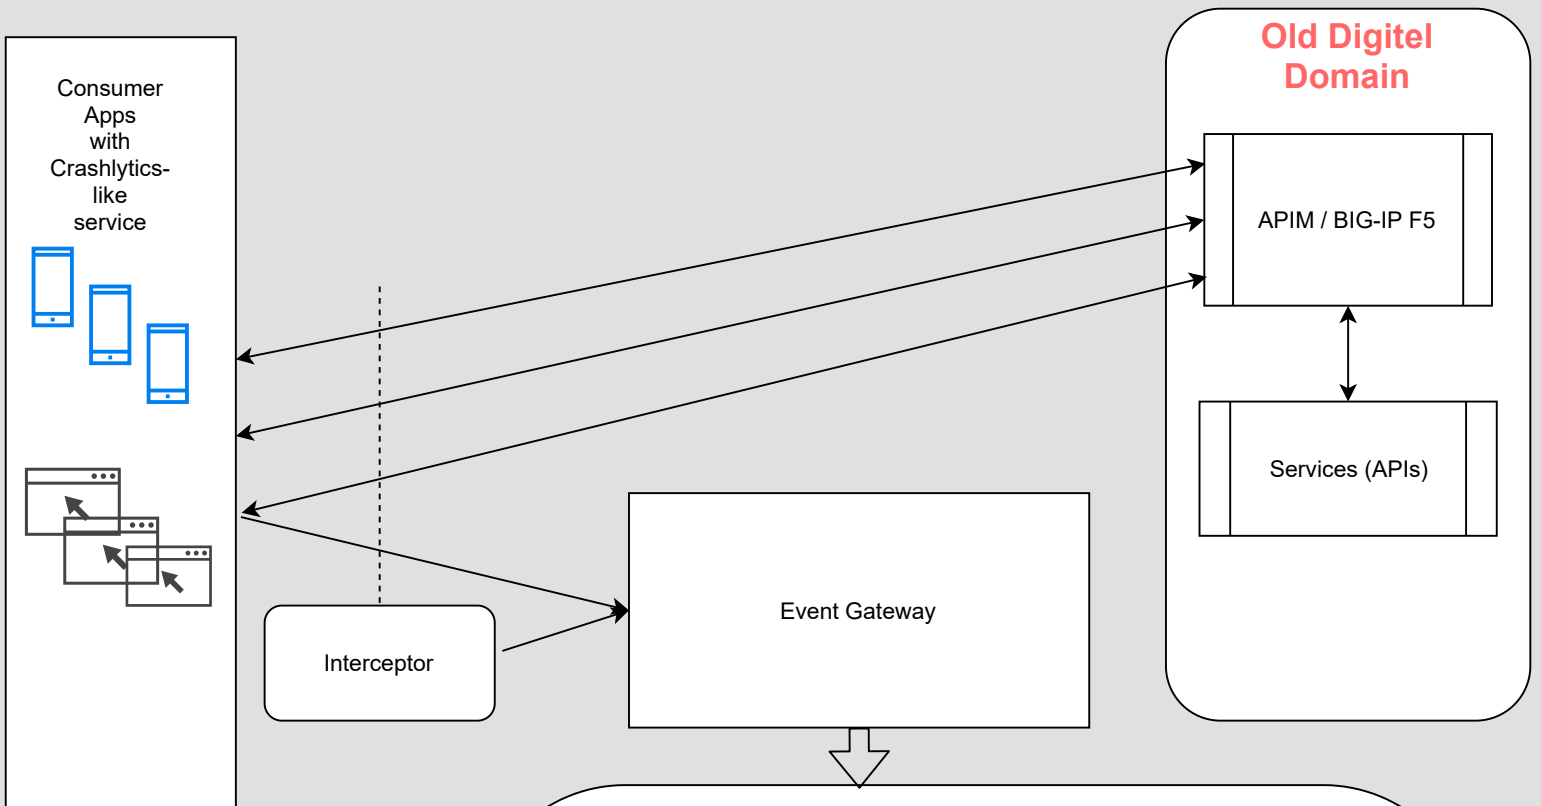 Old Digitel
Domain
Consumer
Apps
with
Crashlytics-
like
service
APIM / BIG-IP F5
Services (APIs)
Event Gateway
Interceptor